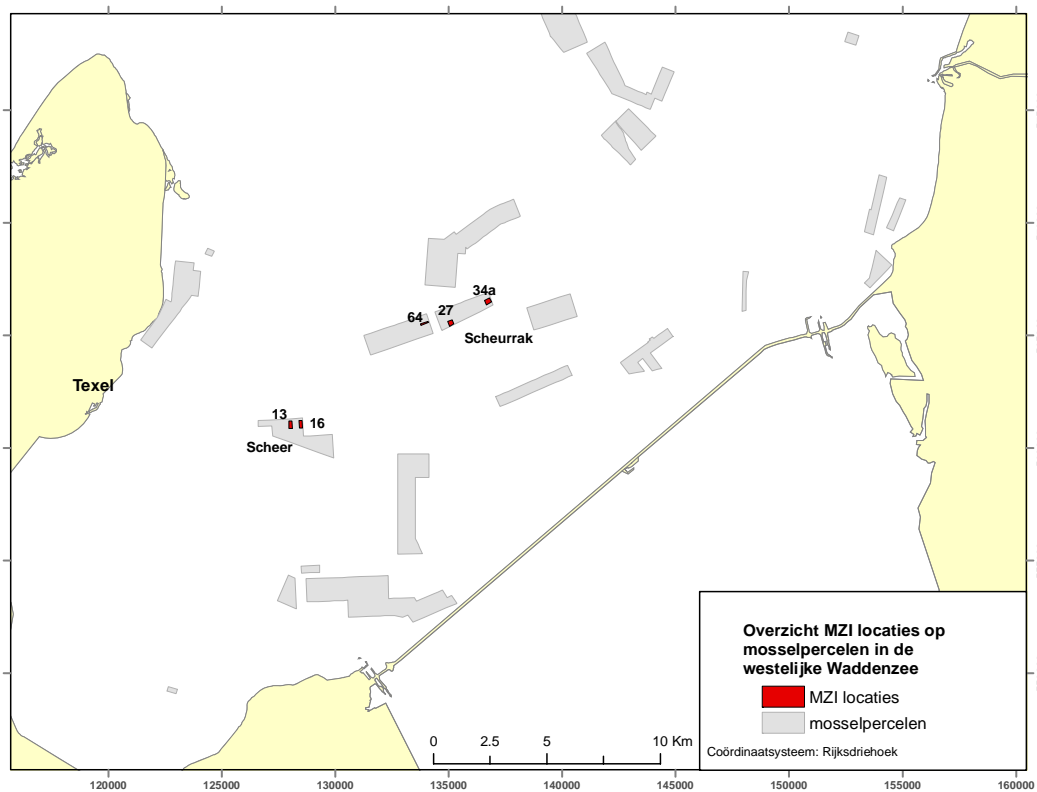 34a
27
64
Scheurrak
Texel
13
16
Scheer
Overzicht MZI locaties op
mosselpercelen in de
westelijke Waddenzee
MZI locaties
mosselpercelen
Coördinaatsysteem: Rijksdriehoek
0 2.5 5 10 Km
120000 125000 130000 135000 140000 145000 150000 155000 160000